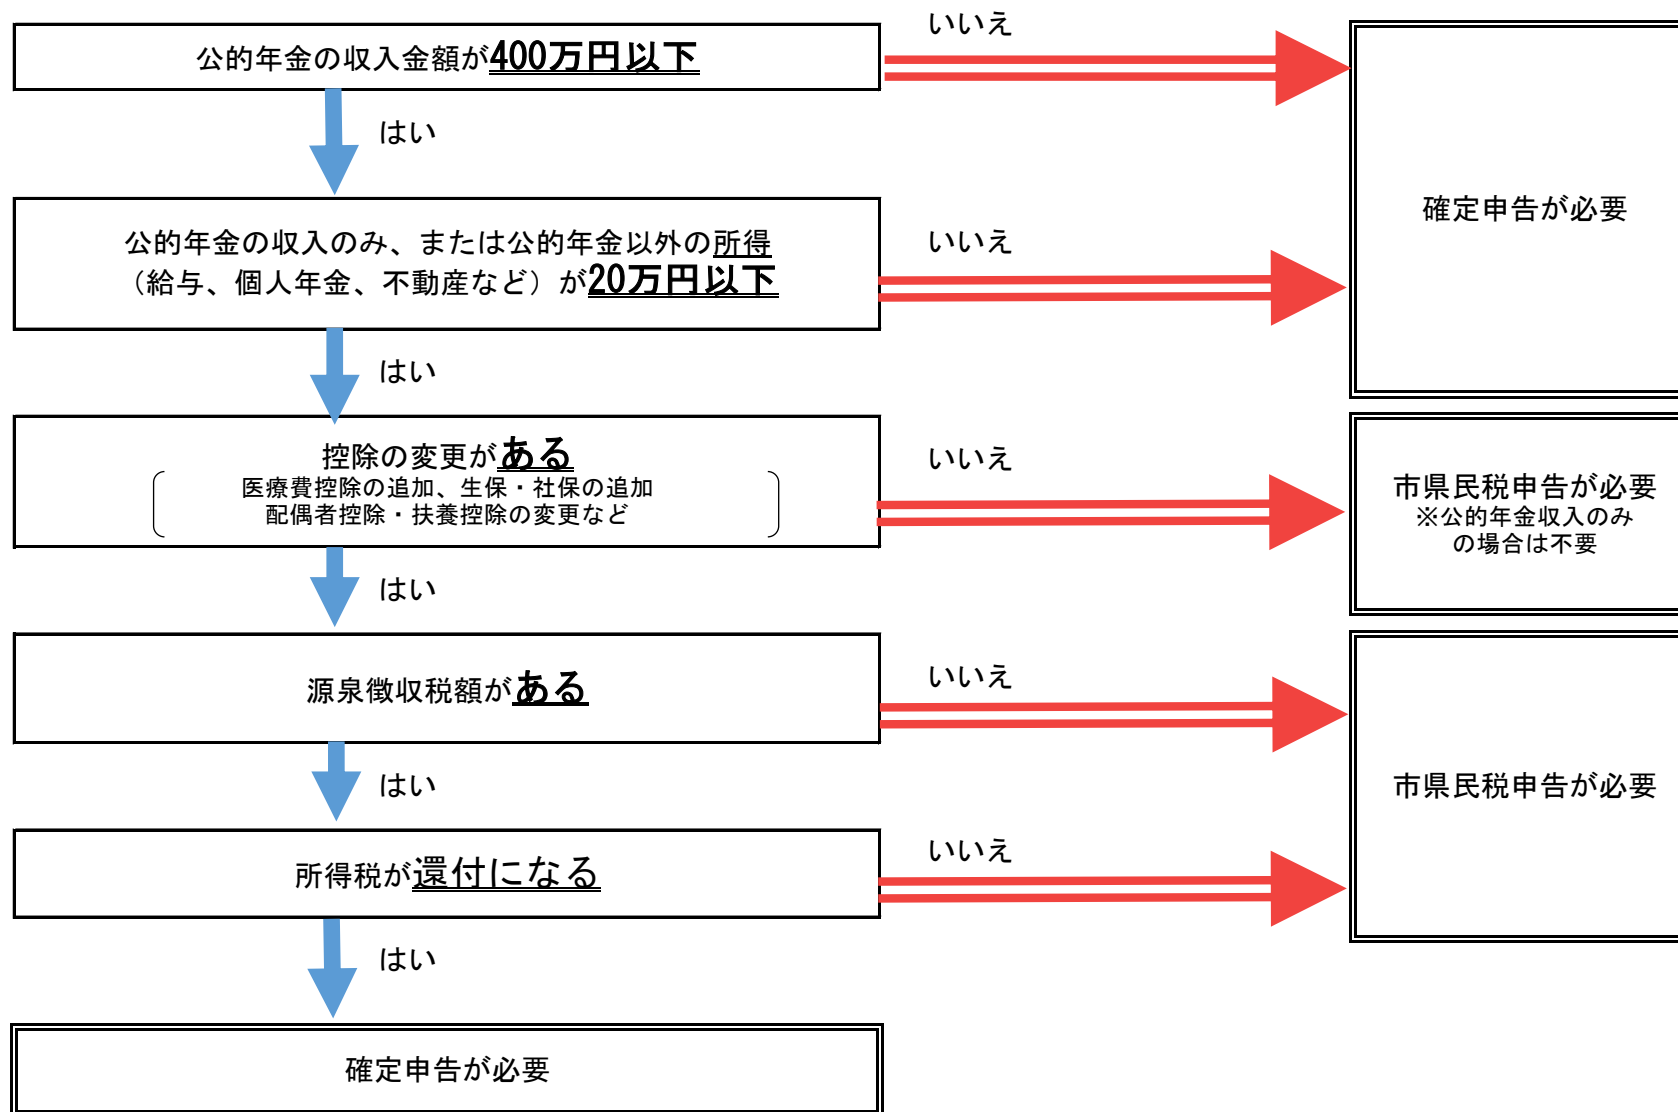 公的年金の収入金額が400万円以下
いいえ
はい
確定申告が必要
公的年金の収入のみ、または公的年金以外の所得
（給与、個人年金、不動産など）が20万円以下
いいえ
はい
控除の変更がある
医療費控除の追加、生保・社保の追加
配偶者控除・扶養控除の変更など
いいえ
市県民税申告が必要
※公的年金収入のみ
の場合は不要
はい
源泉徴収税額がある
いいえ
はい
市県民税申告が必要
所得税が還付になる
いいえ
はい
確定申告が必要